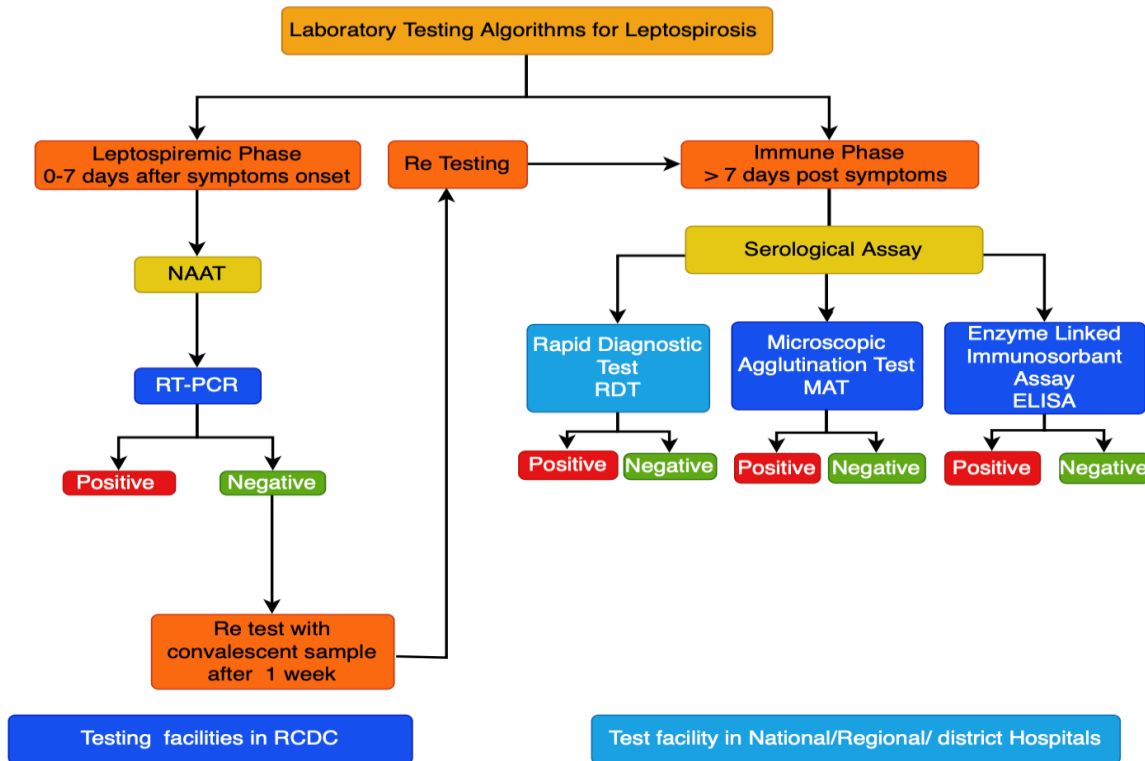 Laboratory Testing Algorithms for Leptospirosis
Leptospiremic Phase
0-7 days after symptoms onset
Re Testing
Immune Phase
> 7 days post symptoms
NAAT
Serological Assay
RT-PCR
Rapid Diagnostic
Test
RDT
Microscopic
Agglutination Test
MAT
Enzyme Linked
Immunosorbant
Assay
ELISA
Positive
Negative
Positive
Negative
Positive
Negative
Positive
Negative
Re test with
convalescent sample
after 1 week
Testing facilities in RCDC
Test facility in National/Regional/ district Hospitals